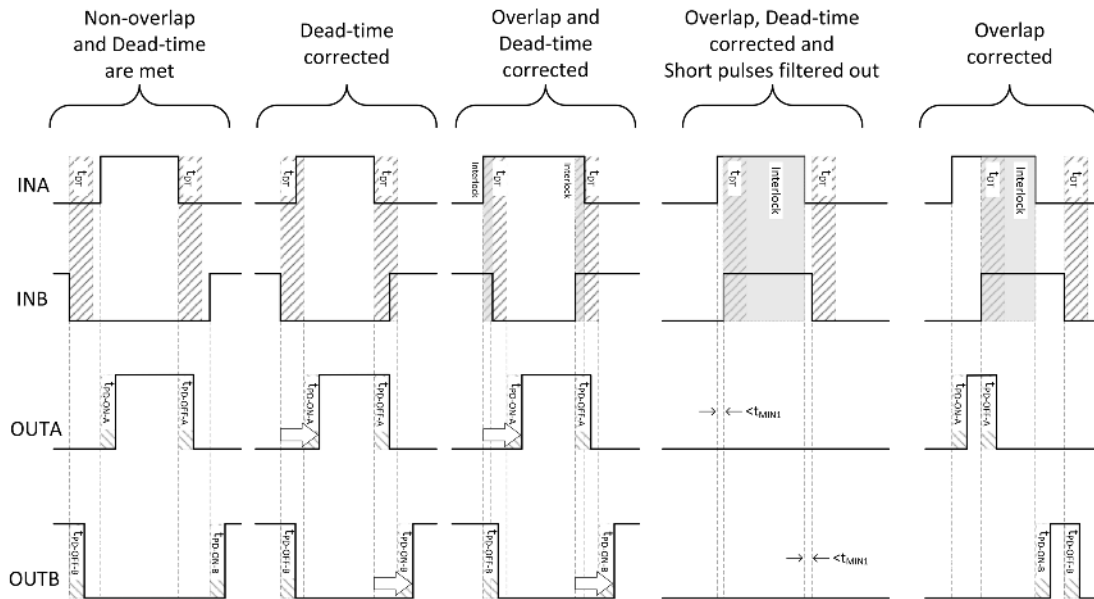 Non-overlap
and Dead-time
are met
Dead-time
corrected
Overlap and
Dead-time
corrected
Overlap, Dead-time
corrected and
Short pulses filtered out
Overlap
corrected
INA
tDT
tDT
tDT
tDT
Interlock
tDT
Interlock
tDT
tDT
Interlock
tDT
tDT
Interlock
tDT
INB
OUTA
tPD-ON-A
tPD-OFF-A
tPD-ON-A
tPD-OFF-A
tPD-ON-A
tPD-OFF-A
<tMIN1
tPD-ON-A
tPD-OFF-A
OUTB
tPD-OFF-B
tPD-ON-B
tPD-OFF-B
tPD-ON-B
tPD-OFF-B
tPD-ON-B
<tMIN1
tPD-ON-B
tPD-OFF-B